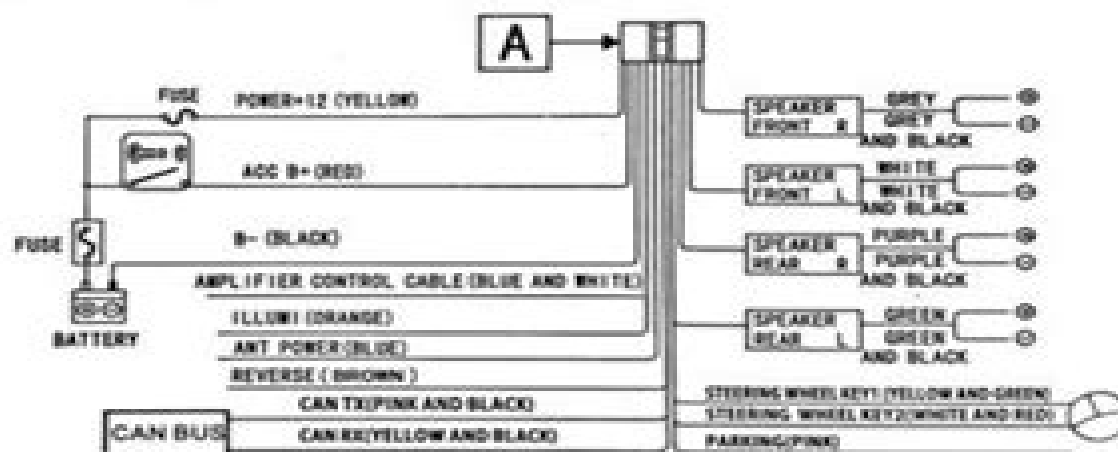 A
FUSE
POWER+12 (YELLOW)
ACC B+(RED)
FUSE
B- (BLACK)
AMPLIFIER CONTROL CABLE(BLUE AND WHITE)
BATTERY
ILLUMI(ORANGE)
ANT POWER(BLUE)
REVERSE(BROWN)
CAN TX(PINK AND BLACK)
CAN BUS
CAN RX(YELLOW AND BLACK)
SPEAKER
FRONT R
GREY
GREY
AND BLACK
SPEAKER
FRONT L
WHITE
WHITE
AND BLACK
SPEAKER
REAR R
PURPLE
PURPLE
AND BLACK
SPEAKER
REAR L
GREEN
GREEN
AND BLACK
STEERING WHEEL KEY1(YELLOW AND GREEN)
STEERING WHEEL KEY2(WHITE AND RED)
PARKING(PINK)